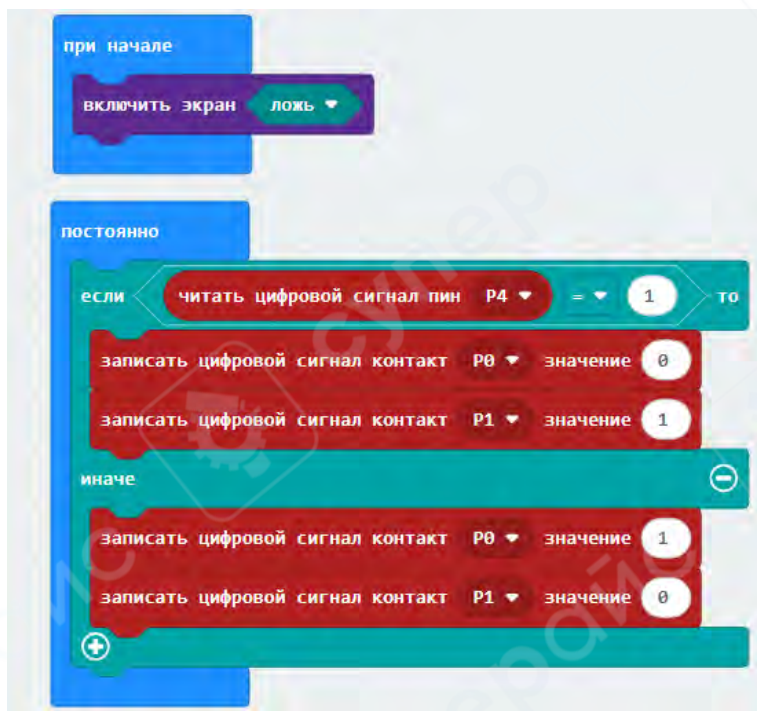 при начале
включить экран ложь
постоянно
если читать цифровой сигнал пин P4 = 1 то
записать цифровой сигнал контакт P0 значение 0
записать цифровой сигнал контакт P1 значение 1
иначе
записать цифровой сигнал контакт P0 значение 1
записать цифровой сигнал контакт P1 значение 0